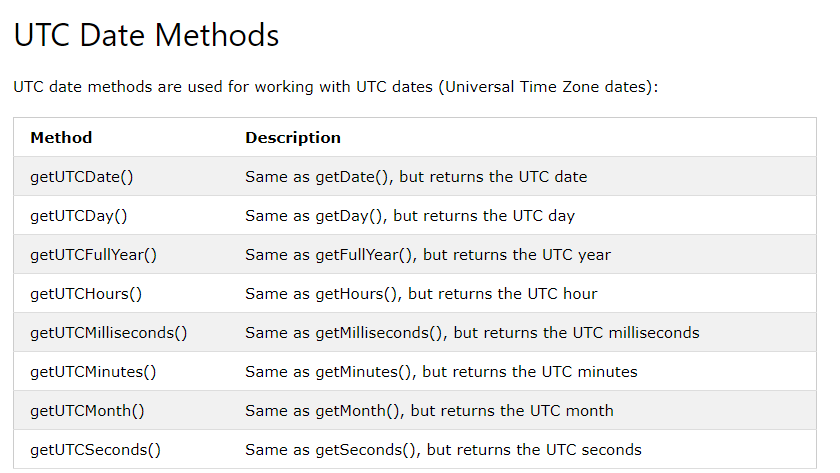 UTC Date Methods
UTC date methods are used for working with UTC dates (Universal Time Zone dates):
Method Description
getUTCDate() Same as getDate(), but returns the UTC date
getUTCDay() Same as getDay(), but returns the UTC day
getUTCFullYear() Same as getFullYear(), but returns the UTC year
getUTCHours() Same as getHours(), but returns the UTC hour
getUTCMilliseconds() Same as getMilliseconds(), but returns the UTC milliseconds
getUTCMinutes() Same as getMinutes(), but returns the UTC minutes
getUTCMonth() Same as getMonth(), but returns the UTC month
getUTCSeconds() Same as getSeconds(), but returns the UTC seconds